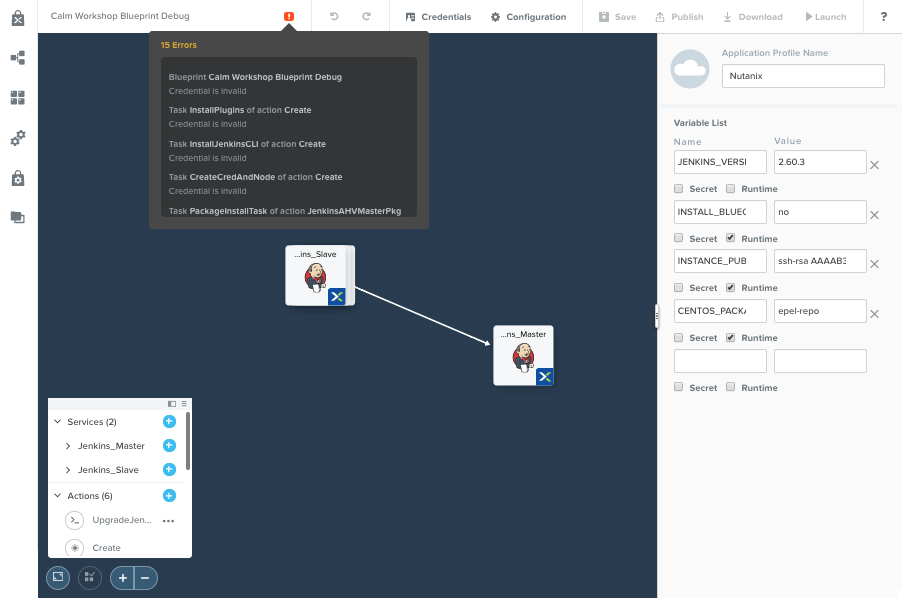 Calm Workshop Blueprint Debug
Credentials
Configuration
Save
Publish
Download
Launch
?
15 Errors
Blueprint Calm Workshop Blueprint Debug
Credential is invalid
Task InstallPlugins of action Create
Credential is invalid
Task InstallJenkinsCLI of action Create
Credential is invalid
Task CreateCredAndNode of action Create
Credential is invalid
Task PackageInstallTask of action JenkinsAHVMasterPkg
...ins_Slave
...ns_Master
Services (2)
Jenkins_Master
Jenkins_Slave
Actions (6)
UpgradeJen...
Create
Application Profile Name
Nutanix
Variable List
Name Value
JENKINS_VERSI 2.60.3
Secret Runtime
INSTALL_BLUEC no
Secret Runtime
INSTANCE_PUB ssh-rsa AAAAB3
Secret Runtime
CENTOS_PACKA epel-repo
Secret Runtime
Secret Runtime